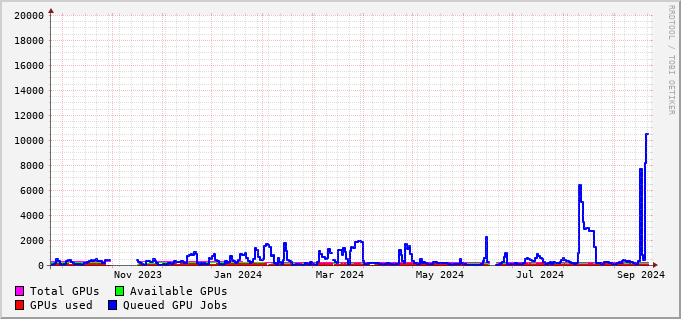 20000
18000
16000
14000
12000
10000
8000
6000
4000
2000
0
Nov 2023 Jan 2024 Mar 2024 May 2024 Jul 2024 Sep 2024
Total GPUs Available GPUs
GPUs used Queued GPU Jobs
RRDTOOL / TOBI OETIKER